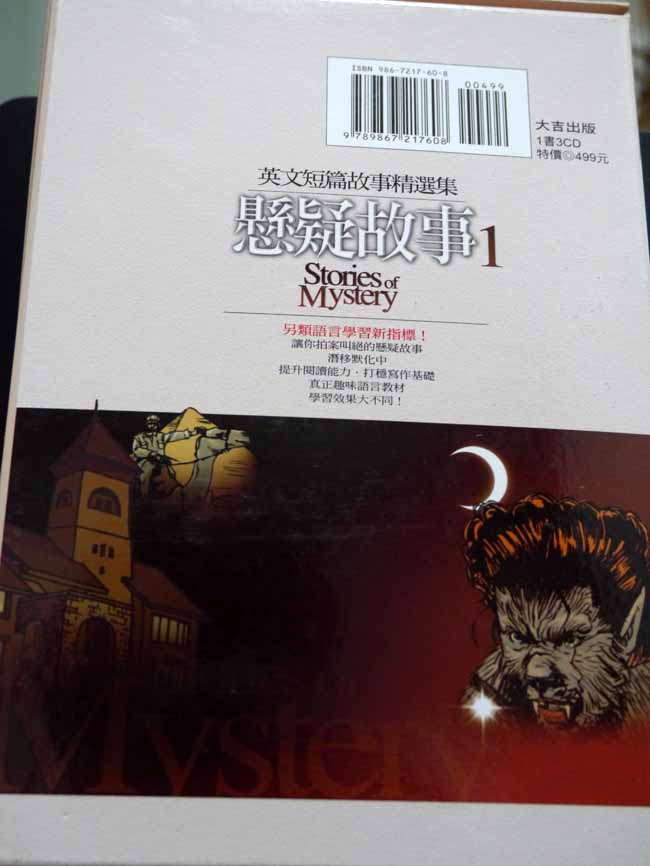 ISBN 986-7217-60-8
00499
9 789867 217608
大吉出版
1書3CD
特價◎499元
英文短篇故事精選集
懸疑故事1
Stories of
Mystery
另類語言學習新指標！
讓你拍案叫絕的懸疑故事
潛移默化中
提升閱讀能力．打穩寫作基礎
真正趣味語言教材
學習效果大不同！
Mystery